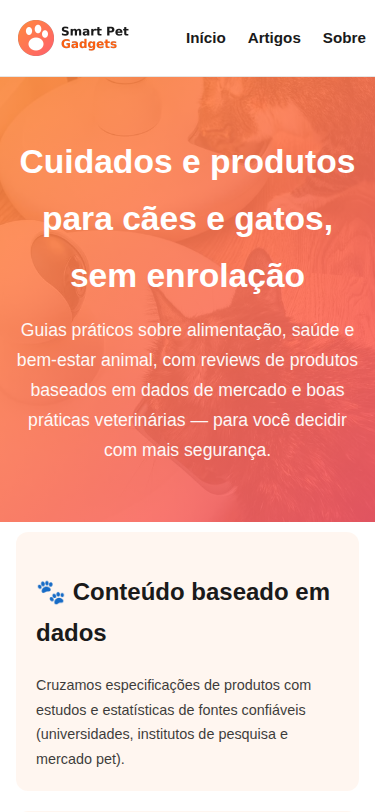 Smart Pet
Gadgets
Início Artigos Sobre
Cuidados e produtos
para cães e gatos,
sem enrolação
Guias práticos sobre alimentação, saúde e
bem-estar animal, com reviews de produtos
baseados em dados de mercado e boas
práticas veterinárias — para você decidir
com mais segurança.
🐾 Conteúdo baseado em
dados
Cruzamos especificações de produtos com
estudos e estatísticas de fontes confiáveis
(universidades, institutos de pesquisa e
mercado pet).